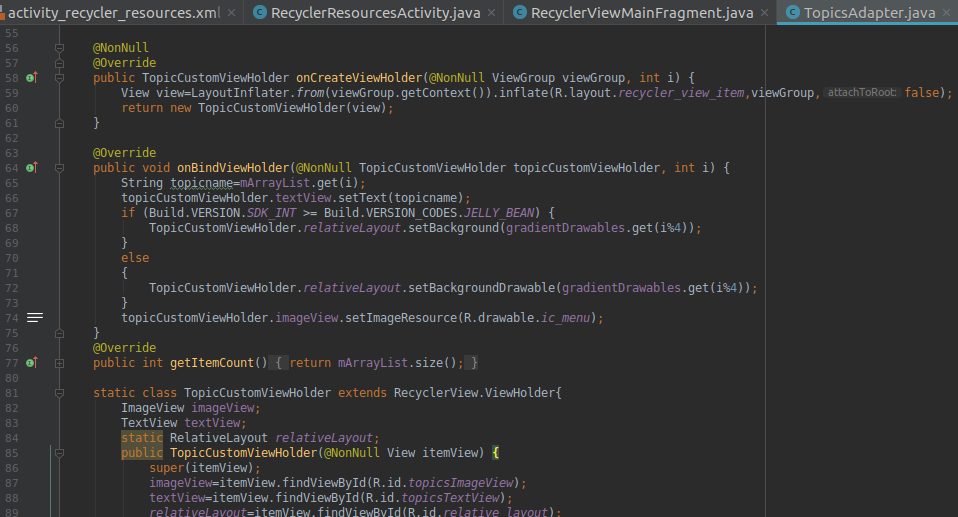 activity_recycler_resources.xml × RecyclerResourcesActivity.java × RecyclerViewMainFragment.java × TopicsAdapter.java ×
55
56 @NonNull
57 @Override
58 public TopicCustomViewHolder onCreateViewHolder(@NonNull ViewGroup viewGroup, int i) {
59 View view=LayoutInflater.from(viewGroup.getContext()).inflate(R.layout.recycler_view_item,viewGroup, attachToRoot: false);
60 return new TopicCustomViewHolder(view);
61 }
62
63 @Override
64 public void onBindViewHolder(@NonNull TopicCustomViewHolder topicCustomViewHolder, int i) {
65 String topicname=mArrayList.get(i);
66 topicCustomViewHolder.textView.setText(topicname);
67 if (Build.VERSION.SDK_INT >= Build.VERSION_CODES.JELLY_BEAN) {
68 TopicCustomViewHolder.relativeLayout.setBackground(gradientDrawables.get(i%4));
69 }
70 else
71 {
72 TopicCustomViewHolder.relativeLayout.setBackgroundDrawable(gradientDrawables.get(i%4));
73 }
74 topicCustomViewHolder.imageView.setImageResource(R.drawable.ic_menu);
75 }
76 @Override
77 public int getItemCount() { return mArrayList.size(); }
80
81 static class TopicCustomViewHolder extends RecyclerView.ViewHolder{
82 ImageView imageView;
83 TextView textView;
84 static RelativeLayout relativeLayout;
85 public TopicCustomViewHolder(@NonNull View itemView) {
86 super(itemView);
87 imageView=itemView.findViewById(R.id.topicsImageView);
88 textView=itemView.findViewById(R.id.topicsTextView);
89 relativeLayout=itemView.findViewById(R.id.relative_layout);